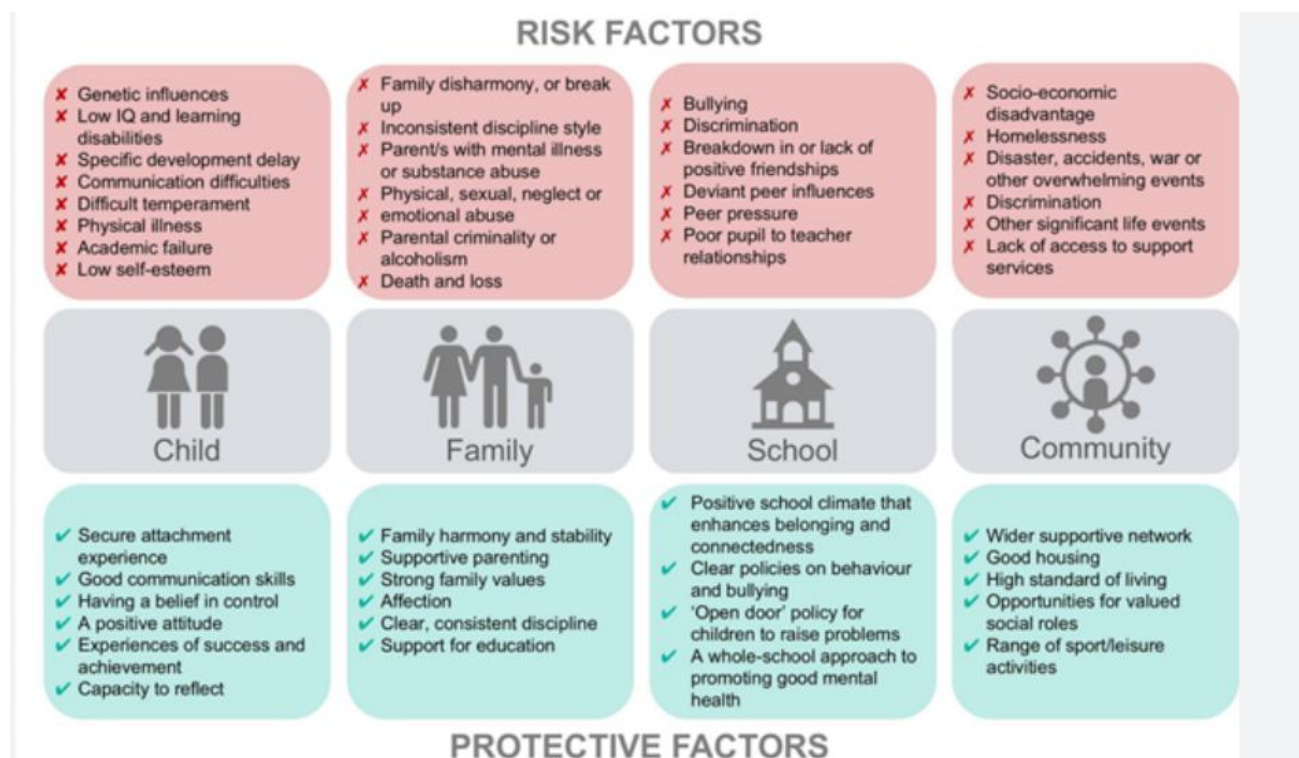 RISK FACTORS
✗ Genetic influences
✗ Low IQ and learning
disabilities
✗ Specific development delay
✗ Communication difficulties
✗ Difficult temperament
✗ Physical illness
✗ Academic failure
✗ Low self-esteem
✗ Family disharmony, or break
up
✗ Inconsistent discipline style
✗ Parent/s with mental illness
or substance abuse
✗ Physical, sexual, neglect or
✗ emotional abuse
✗ Parental criminality or
alcoholism
✗ Death and loss
✗ Bullying
✗ Discrimination
✗ Breakdown in or lack of
positive friendships
✗ Deviant peer influences
✗ Peer pressure
✗ Poor pupil to teacher
relationships
✗ Socio-economic
disadvantage
✗ Homelessness
✗ Disaster, accidents, war or
other overwhelming events
✗ Discrimination
✗ Other significant life events
✗ Lack of access to support
services
Child
Family
School
Community
✔ Secure attachment
experience
✔ Good communication skills
✔ Having a belief in control
✔ A positive attitude
✔ Experiences of success and
achievement
✔ Capacity to reflect
✔ Family harmony and stability
✔ Supportive parenting
✔ Strong family values
✔ Affection
✔ Clear, consistent discipline
✔ Support for education
✔ Positive school climate that
enhances belonging and
connectedness
✔ Clear policies on behaviour
and bullying
✔ ‘Open door’ policy for
children to raise problems
✔ A whole-school approach to
promoting good mental
health
✔ Wider supportive network
✔ Good housing
✔ High standard of living
✔ Opportunities for valued
social roles
✔ Range of sport/leisure
activities
PROTECTIVE FACTORS